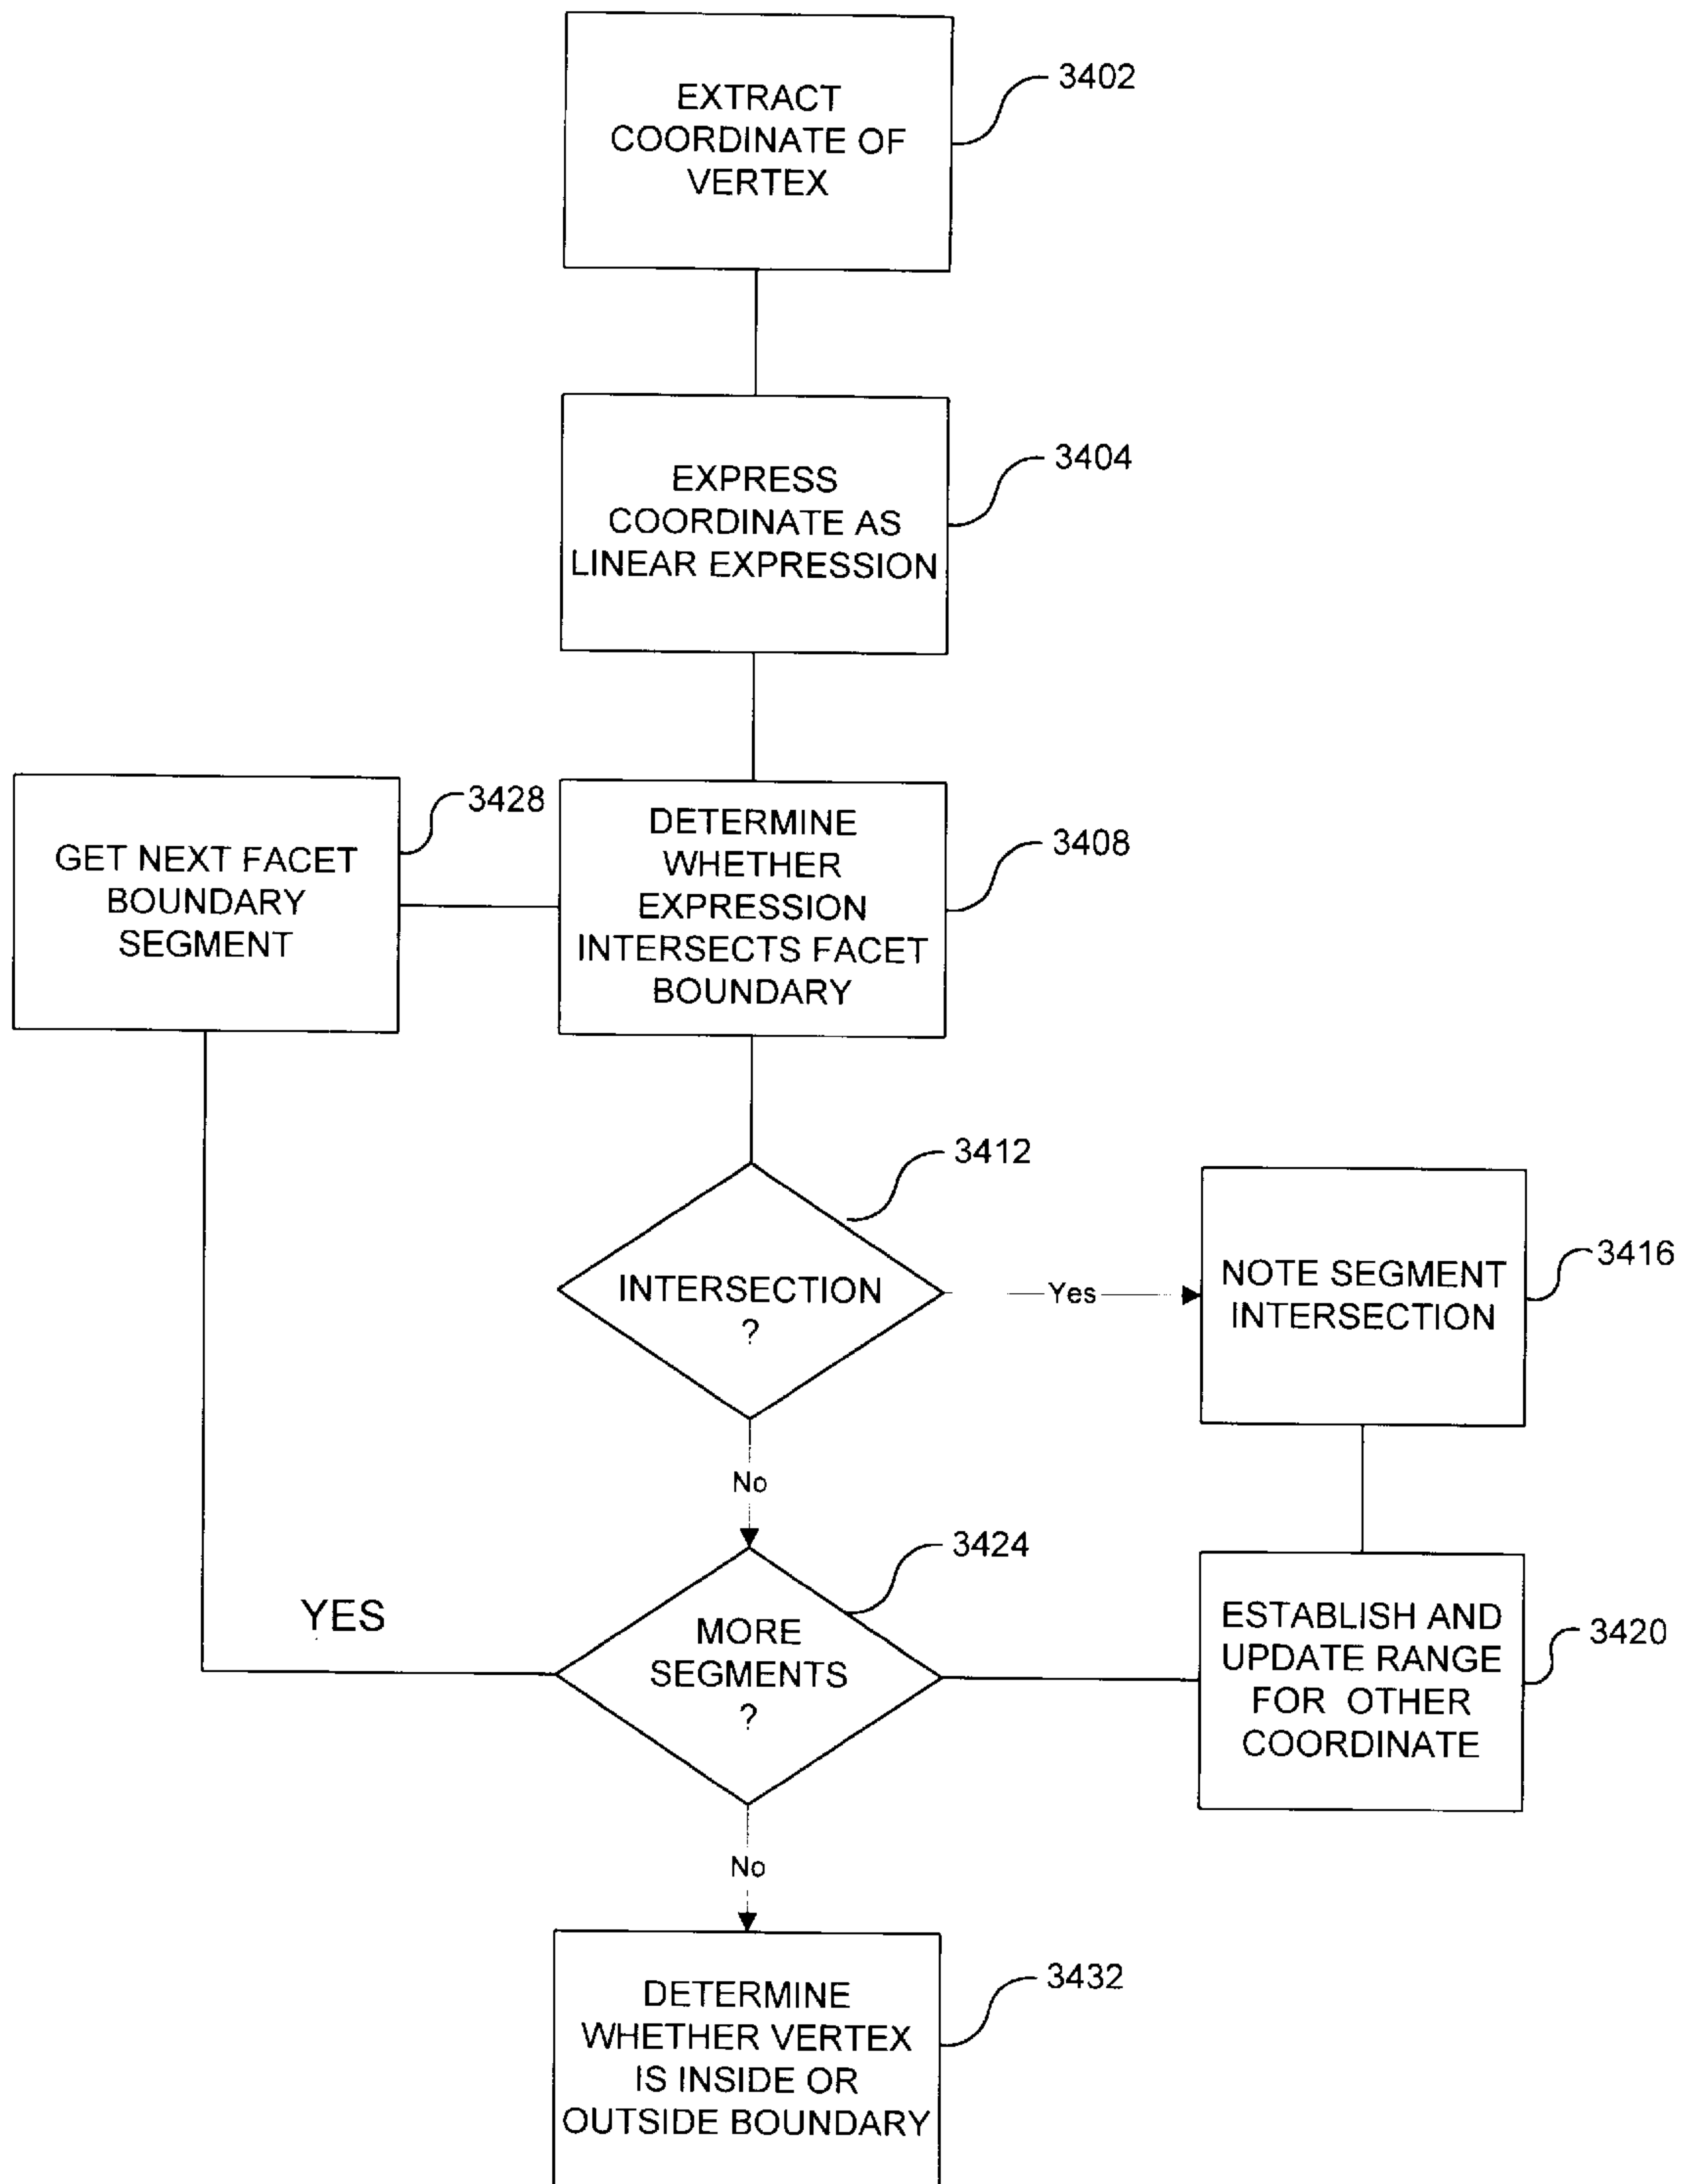 EXTRACT
COORDINATE OF
VERTEX
3402
EXPRESS
COORDINATE AS
LINEAR EXPRESSION
3404
GET NEXT FACET
BOUNDARY
SEGMENT
3428
DETERMINE
WHETHER
EXPRESSION
INTERSECTS FACET
BOUNDARY
3408
INTERSECTION
?
3412
Yes
NOTE SEGMENT
INTERSECTION
3416
No
MORE
SEGMENTS
?
3424
YES
ESTABLISH AND
UPDATE RANGE
FOR OTHER
COORDINATE
3420
No
DETERMINE
WHETHER VERTEX
IS INSIDE OR
OUTSIDE BOUNDARY
3432